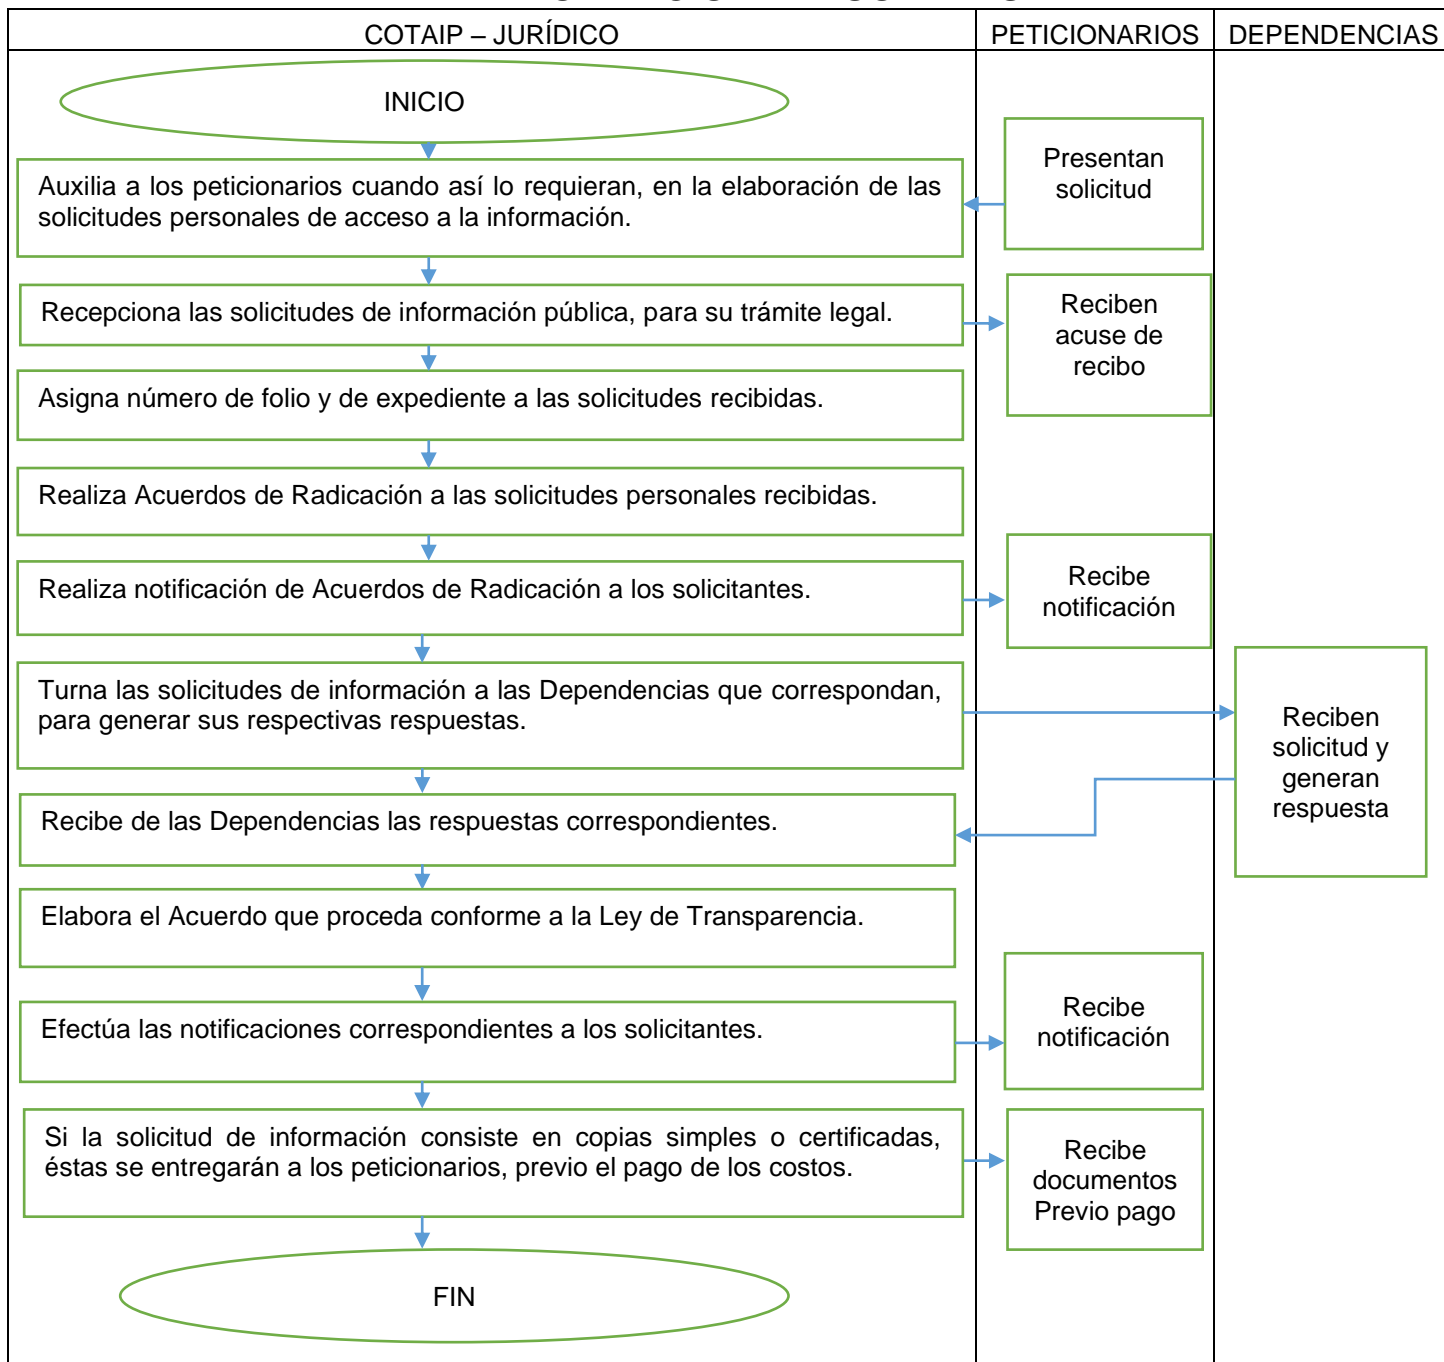 COTAIP – JURÍDICO
PETICIONARIOS
DEPENDENCIAS
INICIO
Presentan
solicitud
Auxilia a los peticionarios cuando así lo requieran, en la elaboración de las
solicitudes personales de acceso a la información.
Recepciona las solicitudes de información pública, para su trámite legal.
Reciben
acuse de
recibo
Asigna número de folio y de expediente a las solicitudes recibidas.
Realiza Acuerdos de Radicación a las solicitudes personales recibidas.
Realiza notificación de Acuerdos de Radicación a los solicitantes.
Recibe
notificación
Turna las solicitudes de información a las Dependencias que correspondan,
para generar sus respectivas respuestas.
Reciben
solicitud y
generan
respuesta
Recibe de las Dependencias las respuestas correspondientes.
Elabora el Acuerdo que proceda conforme a la Ley de Transparencia.
Efectúa las notificaciones correspondientes a los solicitantes.
Recibe
notificación
Si la solicitud de información consiste en copias simples o certificadas,
éstas se entregarán a los peticionarios, previo el pago de los costos.
Recibe
documentos
Previo pago
FIN